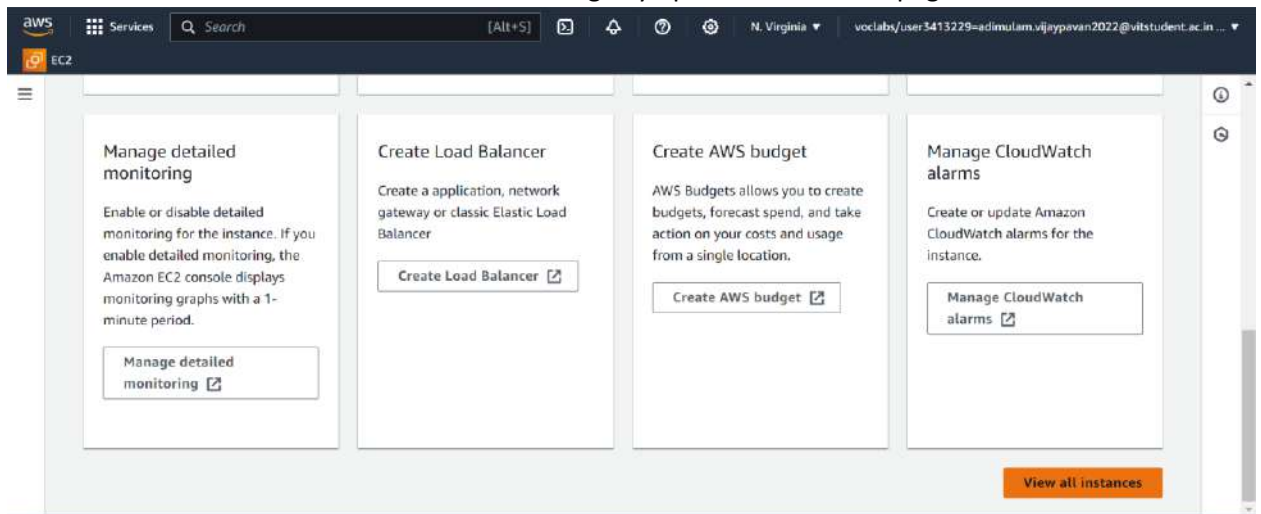 aws
Services
Search
[Alt+S]
N. Virginia
voclabs/user3413229=adimulam.vijaypavan2022@vitstudent.ac.in ...
EC2
Manage detailed
monitoring
Enable or disable detailed
monitoring for the instance. If you
enable detailed monitoring, the
Amazon EC2 console displays
monitoring graphs with a 1-
minute period.
Manage detailed
monitoring
Create Load Balancer
Create a application, network
gateway or classic Elastic Load
Balancer
Create Load Balancer
Create AWS budget
AWS Budgets allows you to create
budgets, forecast spend, and take
action on your costs and usage
from a single location.
Create AWS budget
Manage CloudWatch
alarms
Create or update Amazon
CloudWatch alarms for the
instance.
Manage CloudWatch
alarms
View all instances